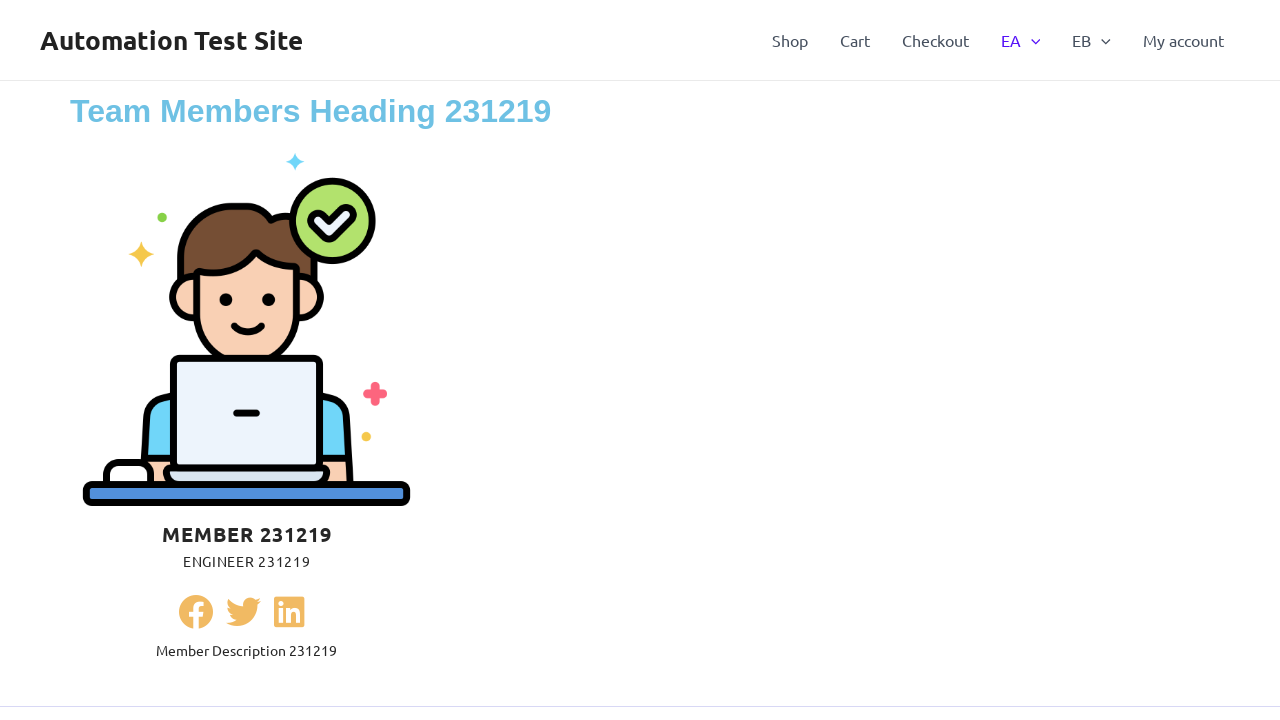 Automation Test Site
Shop Cart Checkout EA EB My account
Team Members Heading 231219
MEMBER 231219
ENGINEER 231219
Member Description 231219